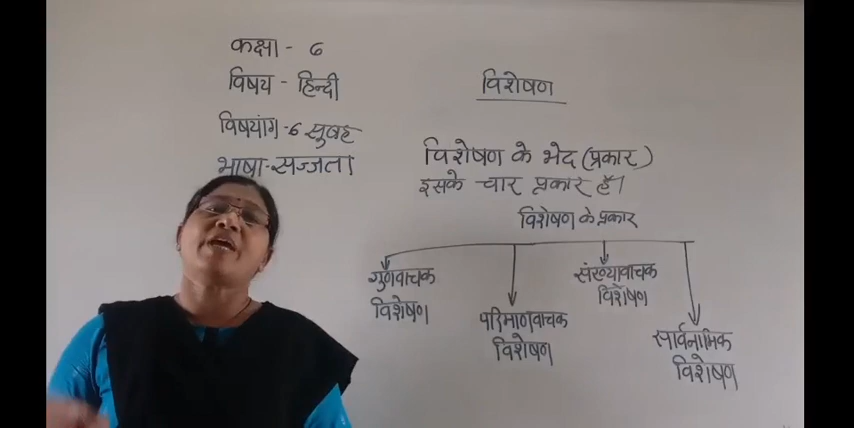 कक्षा - 6
विषय - हिन्दी
विषयांग - 6 सुबह
भाषा-सज्जता
विशेषण
विशेषण के भेद (प्रकार)
इसके चार प्रकार हैं।
विशेषण के प्रकार
गुणवाचक
विशेषण
परिमाणवाचक
विशेषण
संख्यावाचक
विशेषण
सार्वनामिक
विशेषण